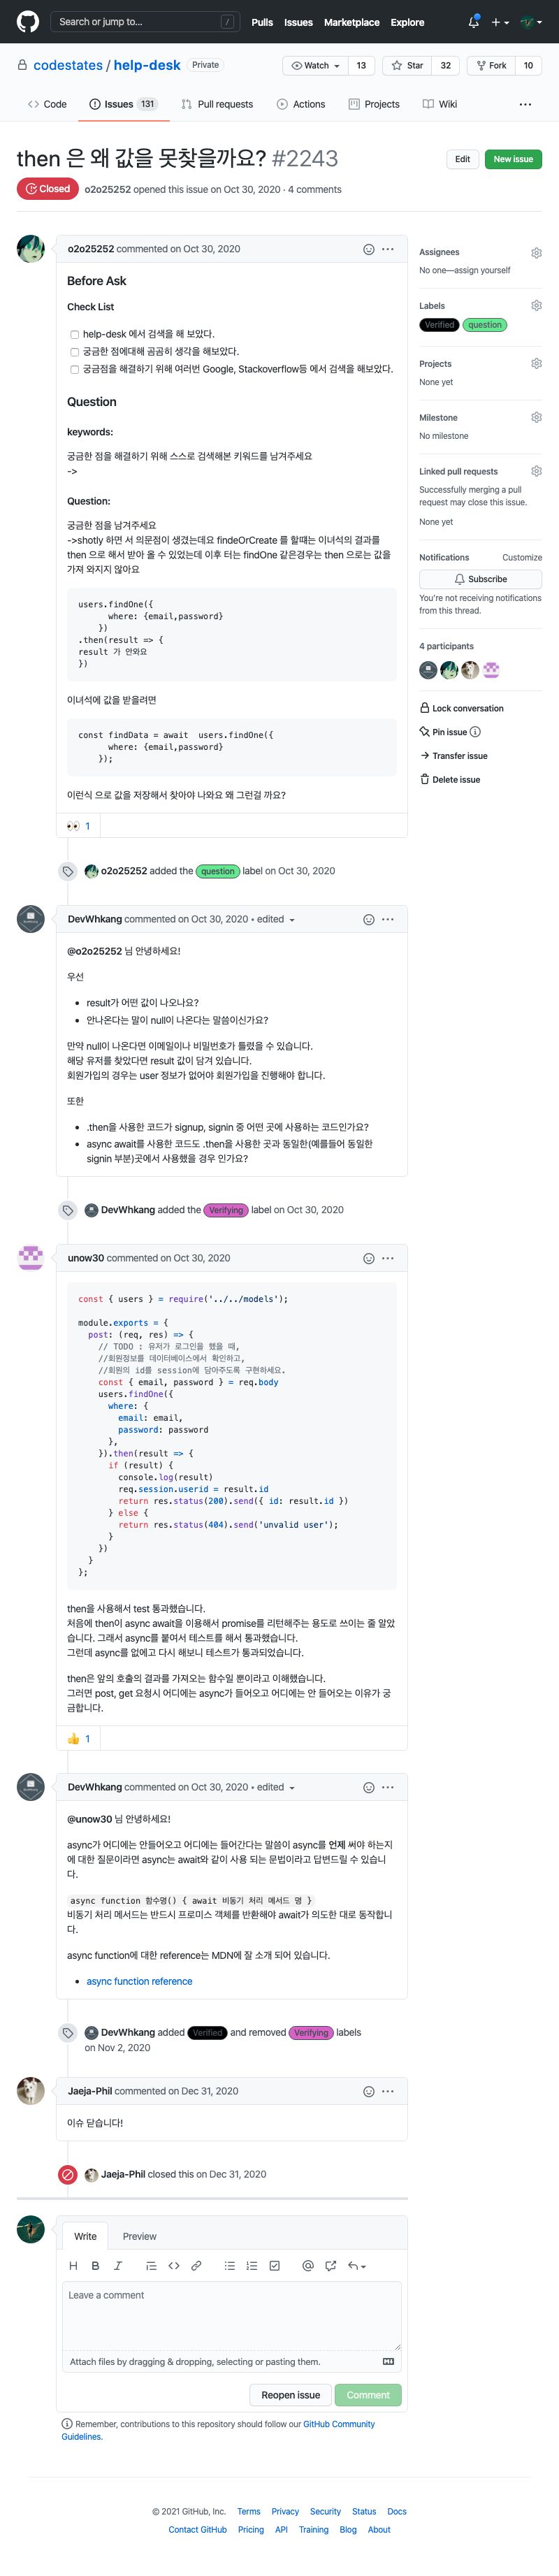 Search or jump to...
/
Pulls Issues Marketplace Explore
codestates / help-desk Private
Watch 13 Star 32 Fork 10
Code Issues 131 Pull requests Actions Projects Wiki
then 은 왜 값을 못찾을까요? #2243
Edit New issue
Closed o2o25252 opened this issue on Oct 30, 2020 · 4 comments
o2o25252 commented on Oct 30, 2020
Before Ask
Check List
help-desk 에서 검색을 해 보았다.
궁금한 점에대해 곰곰히 생각을 해보았다.
궁금점을 해결하기 위해 여러번 Google, Stackoverflow등 에서 검색을 해보았다.
Question
keywords:
궁금한 점을 해결하기 위해 스스로 검색해본 키워드를 남겨주세요
->
Question:
궁금한 점을 남겨주세요
->shotly 하면 서 의문점이 생겼는데요 findeOrCreate 를 할떄는 이녀석의 결과를
then 으로 해서 받아 올 수 있었는데 이후 터는 findOne 같은경우는 then 으로는 값을
가져 와지지 않아요
users.findOne({
where: {email,password}
})
.then(result => {
result 가 안와요
})
이녀석에 값을 받을려면
const findData = await users.findOne({
where: {email,password}
});
이런식 으로 값을 저장해서 찾아야 나와요 왜 그런걸 까요?
👀 1
Assignees
No one—assign yourself
Labels
Verified question
Projects
None yet
Milestone
No milestone
Linked pull requests
Successfully merging a pull
request may close this issue.
None yet
Notifications Customize
Subscribe
You're not receiving notifications
from this thread.
4 participants
Lock conversation
Pin issue
Transfer issue
Delete issue
o2o25252 added the question label on Oct 30, 2020
DevWhkang commented on Oct 30, 2020 • edited
@o2o25252 님 안녕하세요!
우선
• result가 어떤 값이 나오나요?
• 안나온다는 말이 null이 나온다는 말씀이신가요?
만약 null이 나온다면 이메일이나 비밀번호가 틀렸을 수 있습니다.
해당 유저를 찾았다면 result 값이 담겨 있습니다.
회원가입의 경우는 user 정보가 없어야 회원가입을 진행해야 합니다.
또한
• .then을 사용한 코드가 signup, signin 중 어떤 곳에 사용하는 코드인가요?
• async await를 사용한 코드도 .then을 사용한 곳과 동일한(예를들어 동일한
signin 부분)곳에서 사용했을 경우 인가요?
DevWhkang added the Verifying label on Oct 30, 2020
unow30 commented on Oct 30, 2020
const { users } = require('../../models');
module.exports = {
post: (req, res) => {
// TODO : 유저가 로그인을 했을 때,
//회원정보를 데이터베이스에서 확인하고,
//회원의 id를 session에 담아주도록 구현하세요.
const { email, password } = req.body
users.findOne({
where: {
email: email,
password: password
},
}).then(result => {
if (result) {
console.log(result)
req.session.userid = result.id
return res.status(200).send({ id: result.id })
} else {
return res.status(404).send('unvalid user');
}
})
}
};
then을 사용해서 test 통과했습니다.
처음에 then이 async await을 이용해서 promise를 리턴해주는 용도로 쓰이는 줄 알았
습니다. 그래서 async를 붙여서 테스트를 해서 통과했습니다.
그런데 async를 없에고 다시 해보니 테스트가 통과되었습니다.
then은 앞의 호출의 결과를 가져오는 함수일 뿐이라고 이해했습니다.
그러면 post, get 요청시 어디에는 async가 들어오고 어디에는 안 들어오는 이유가 궁
금합니다.
👍 1
DevWhkang commented on Oct 30, 2020 • edited
@unow30 님 안녕하세요!
async가 어디에는 안들어오고 어디에는 들어간다는 말씀이 async를 언제 써야 하는지
에 대한 질문이라면 async는 await와 같이 사용 되는 문법이라고 답변드릴 수 있습니
다.
async function 함수명() { await 비동기 처리 메서드 명 }
비동기 처리 메서드는 반드시 프로미스 객체를 반환해야 await가 의도한 대로 동작합니
다.
async function에 대한 reference는 MDN에 잘 소개 되어 있습니다.
• async function reference
DevWhkang added Verified and removed Verifying labels
on Nov 2, 2020
Jaeja-Phil commented on Dec 31, 2020
이슈 닫습니다!
Jaeja-Phil closed this on Dec 31, 2020
Write Preview
Leave a comment
Attach files by dragging & dropping, selecting or pasting them.
Reopen issue Comment
Remember, contributions to this repository should follow our GitHub Community
Guidelines.
© 2021 GitHub, Inc. Terms Privacy Security Status Docs
Contact GitHub Pricing API Training Blog About